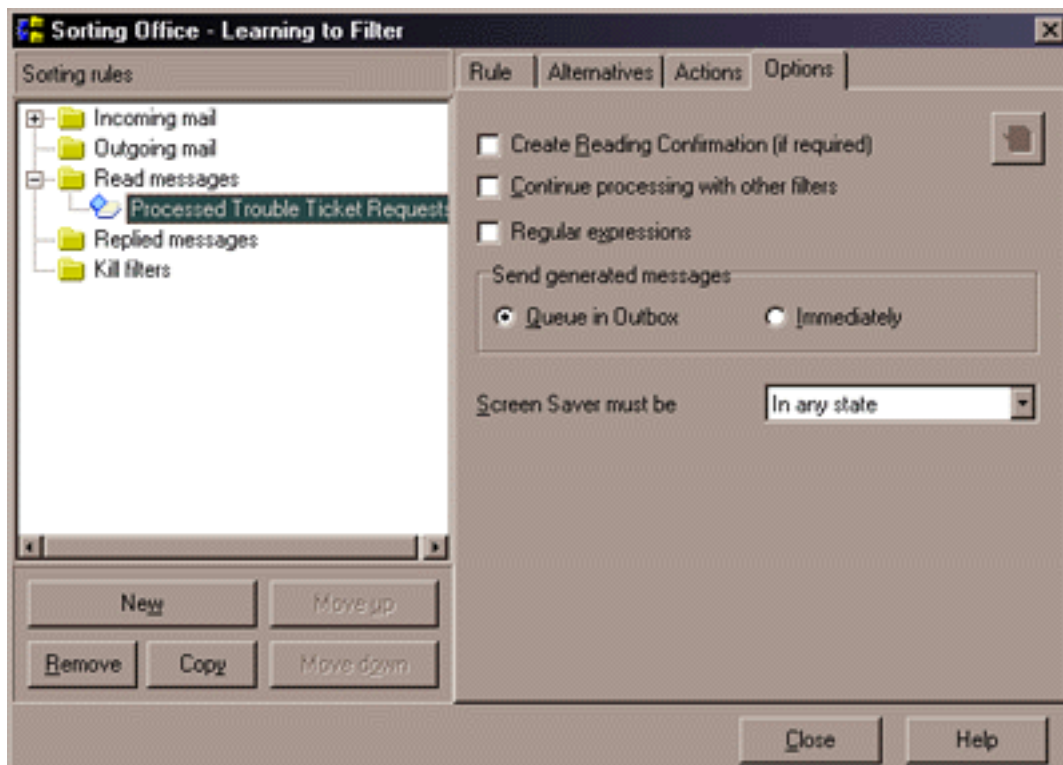 Sorting Office - Learning to Filter
Sorting rules
Rule Alternatives Actions Options
Incoming mail
Outgoing mail
Read messages
Processed Trouble Ticket Requests
Replied messages
Kill filters
Create Reading Confirmation (if required)
Continue processing with other filters
Regular expressions
Send generated messages
Queue in Outbox Immediately
Screen Saver must be In any state
New Move up
Remove Copy Move down
Close Help